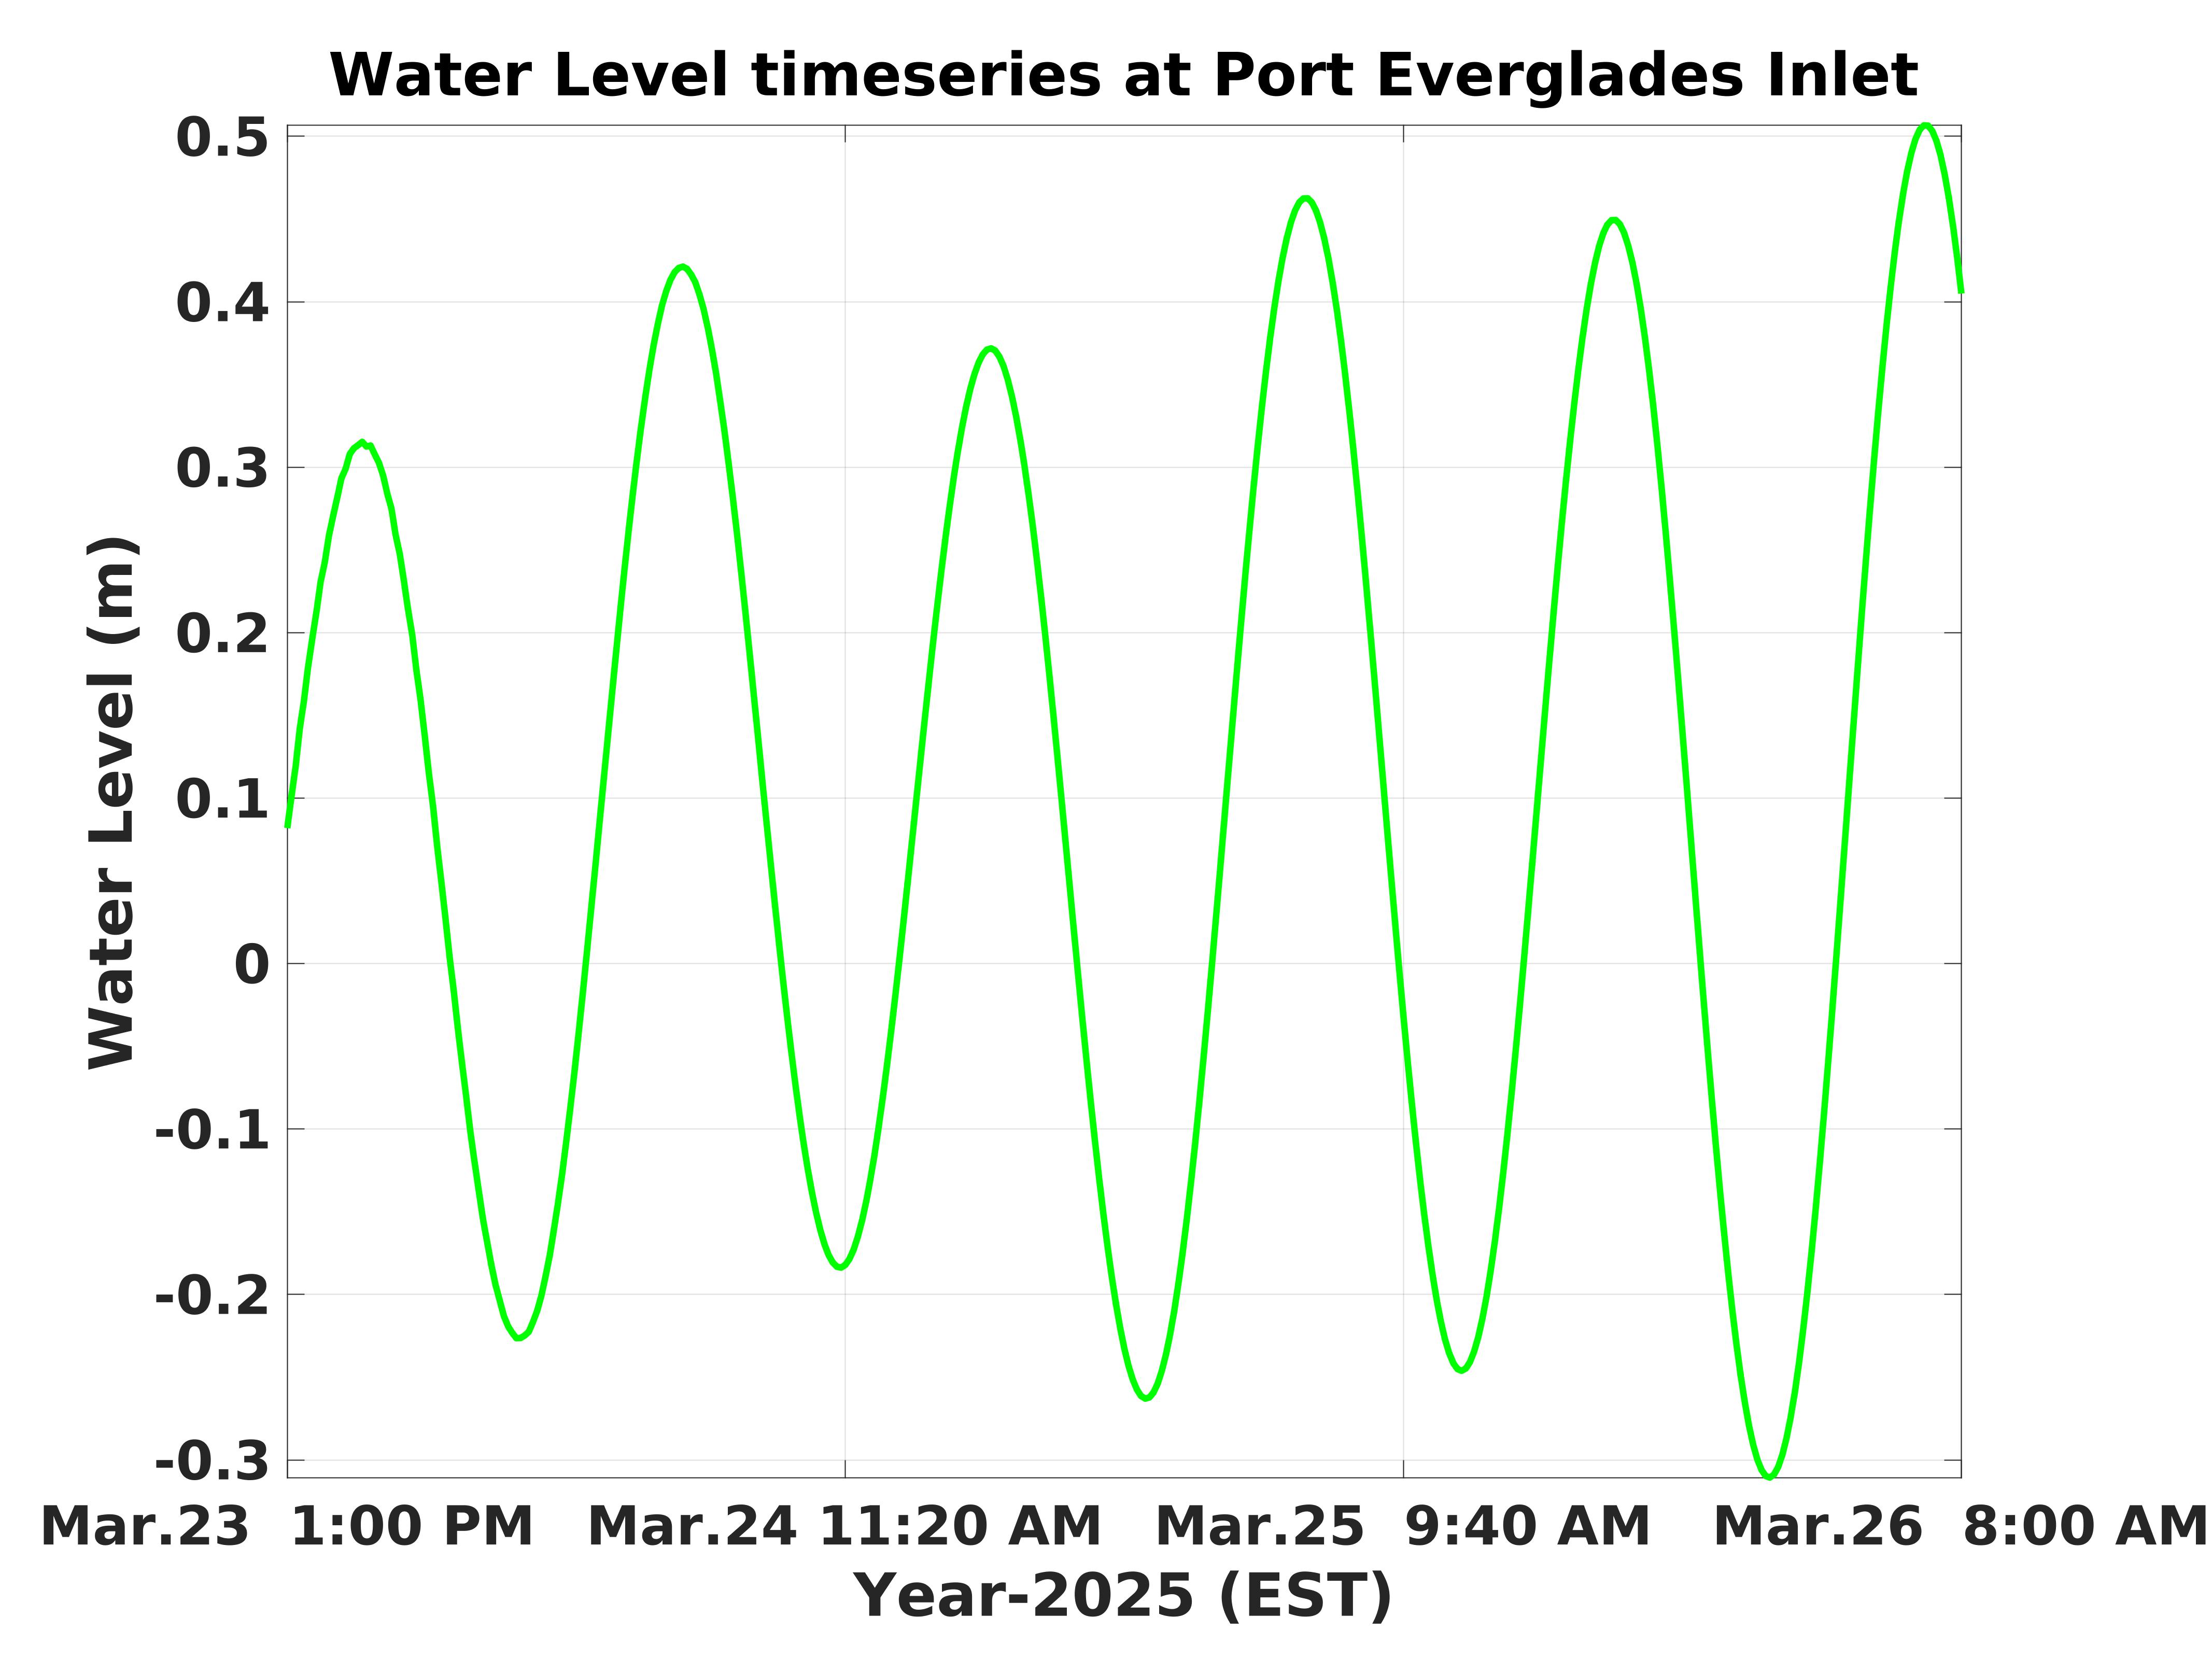 Water Level timeseries at Port Everglades Inlet
0.5
0.4
0.3
0.2
0.1
0
-0.1
-0.2
-0.3
Water Level (m)
Mar.23 1:00 PM Mar.24 11:20 AM Mar.25 9:40 AM Mar.26 8:00 AM
Year-2025 (EST)